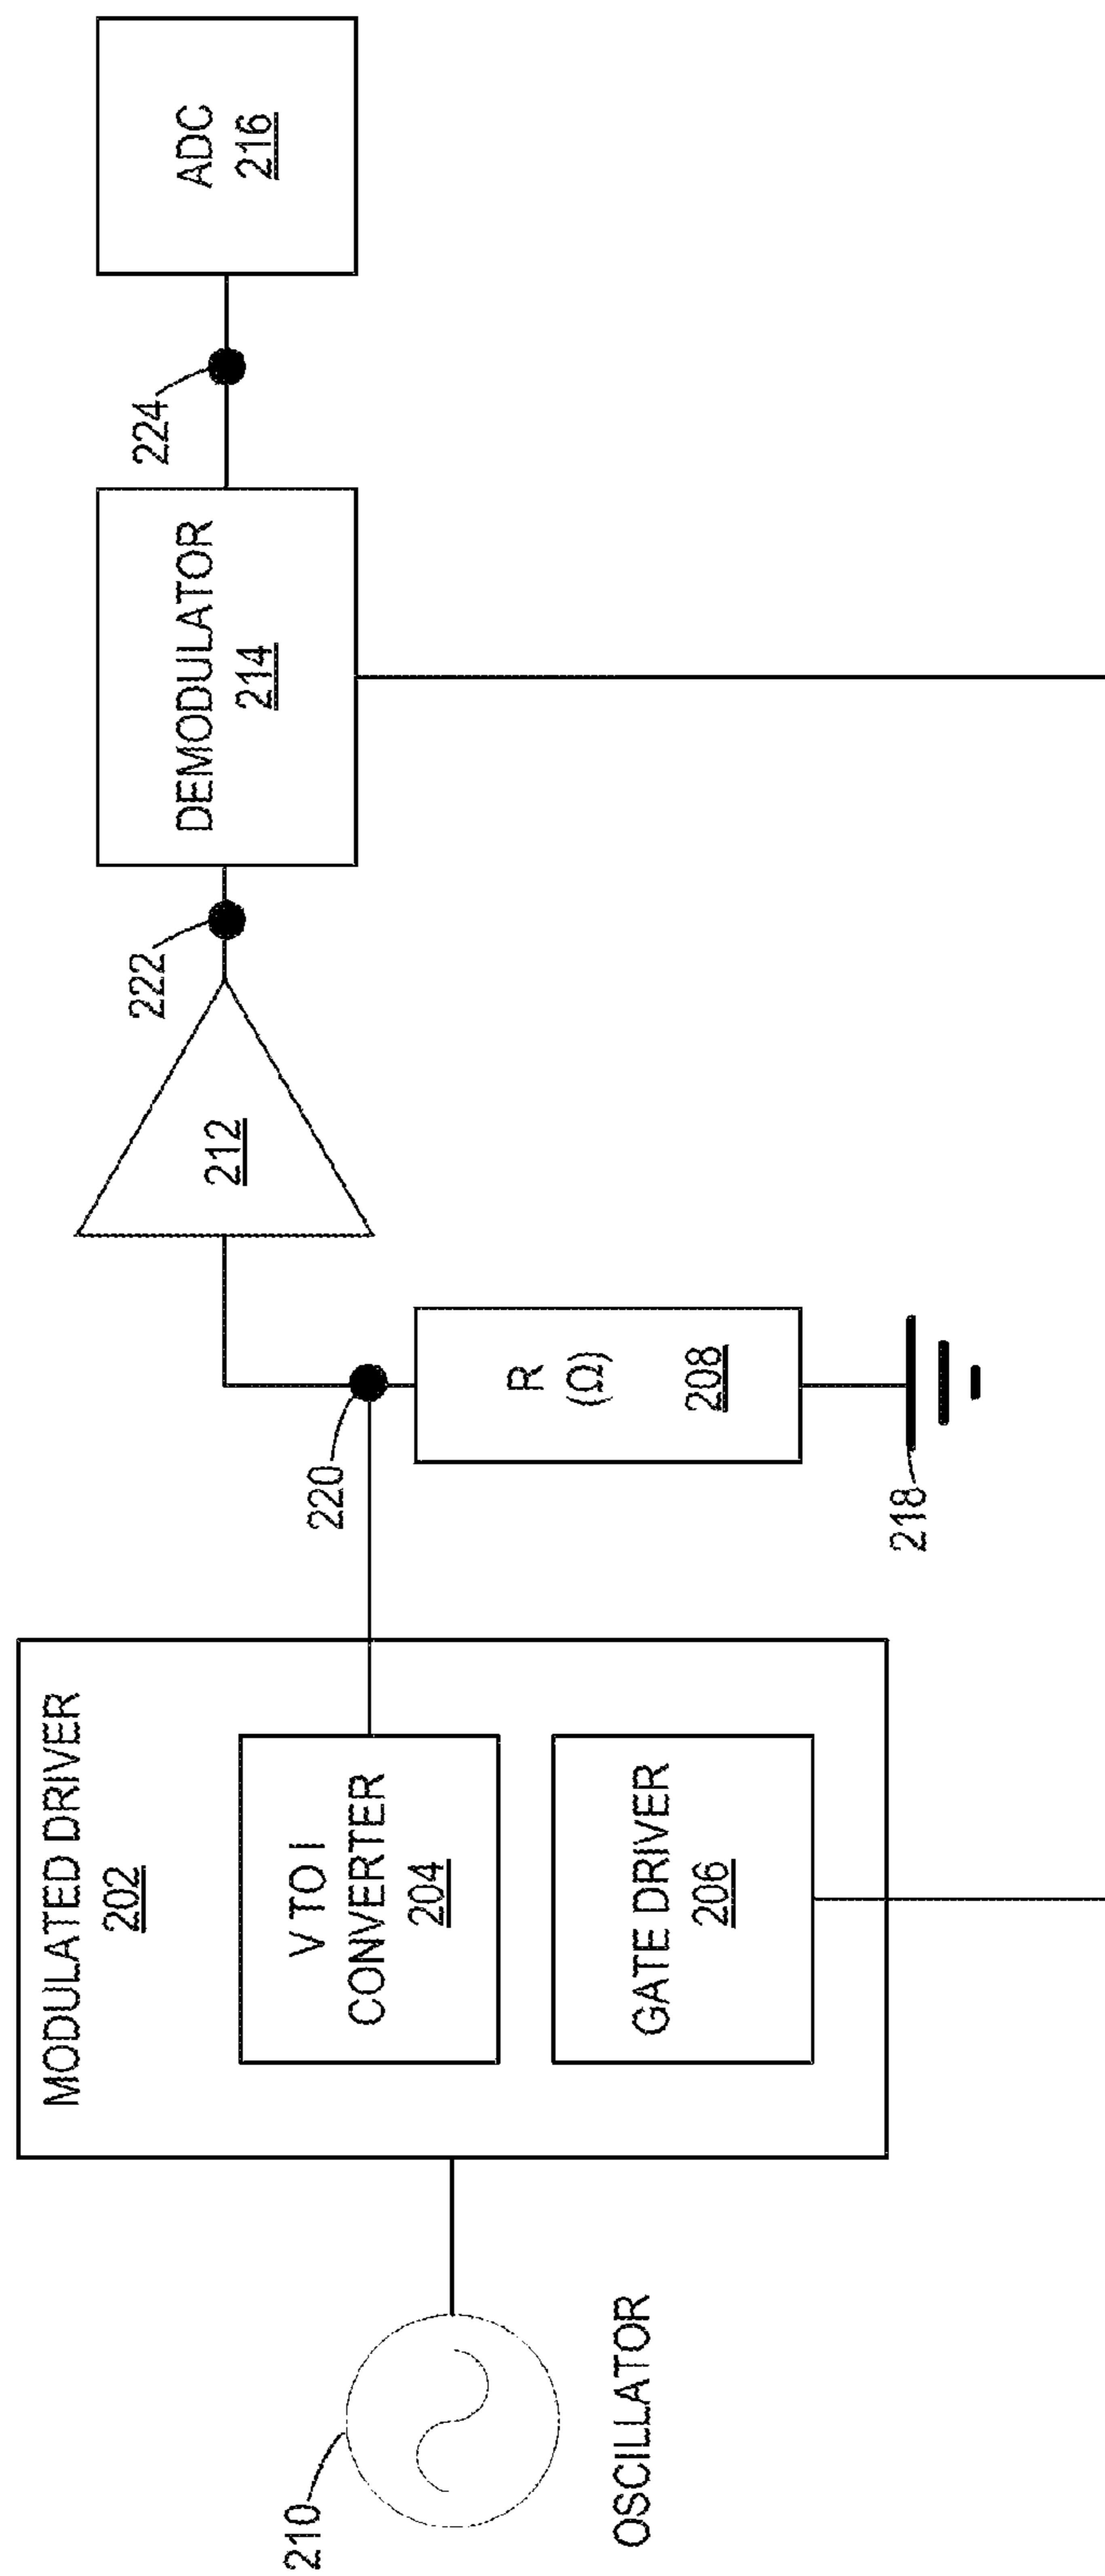 210
OSCILLATOR
MODULATED DRIVER
202
V TO I
CONVERTER
204
GATE DRIVER
206
220
R
(Ω)
208
218
212
222
DEMODULATOR
214
224
ADC
216